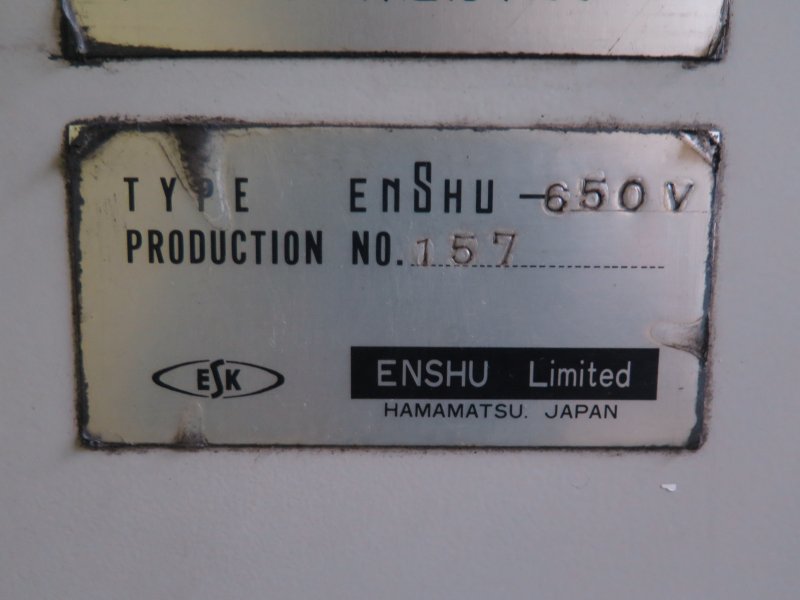 TYPE ENSHU-650V
PRODUCTION NO. 157
ESK
ENSHU Limited
HAMAMATSU. JAPAN